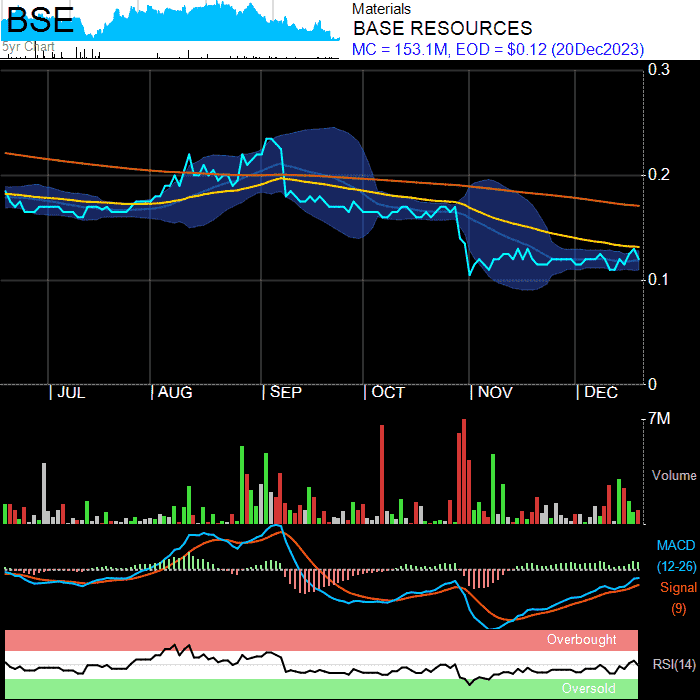 BSE
5yr Chart
Materials
BASE RESOURCES
MC = 153.1M, EOD = $0.12 (20Dec2023)
0.3
0.2
0.1
0
JUL AUG SEP OCT NOV DEC
7M
Volume
MACD
(12-26)
Signal
(9)
Overbought
RSI(14)
Oversold